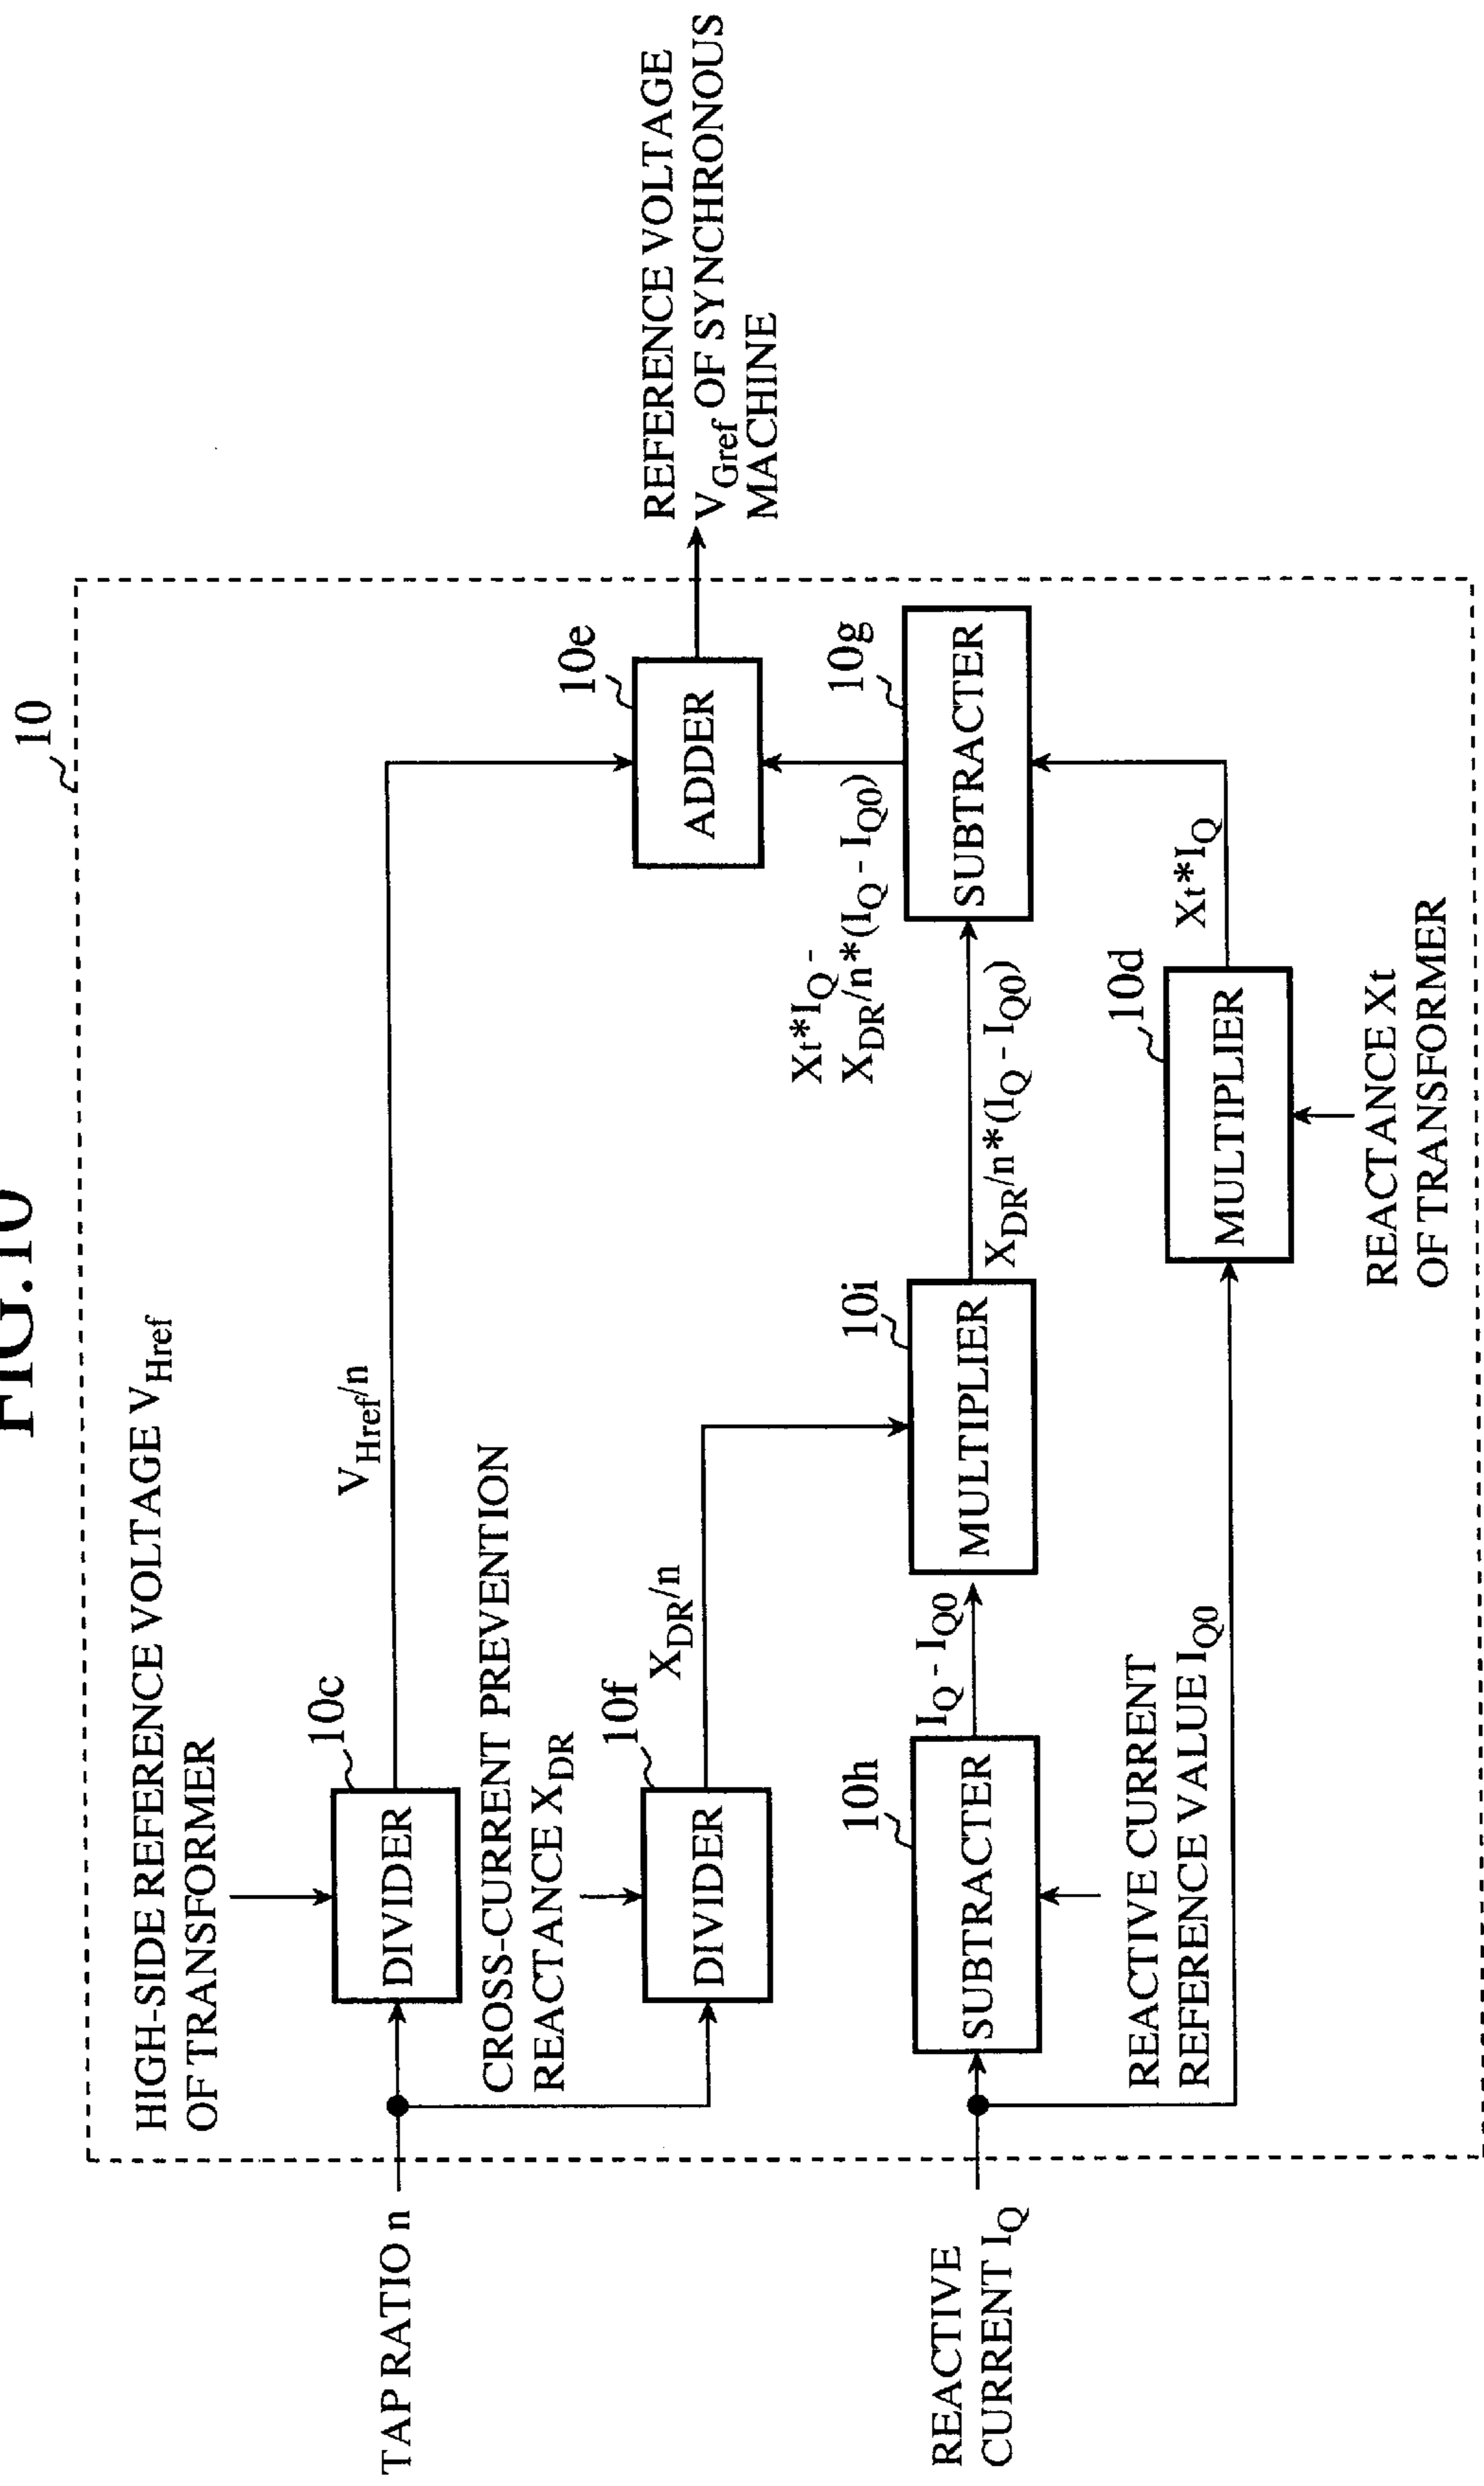 FIG.10
10
HIGH-SIDE REFERENCE VOLTAGE V_Href
OF TRANSFORMER
10c
DIVIDER
V_Href/n
TAP RATIO n
CROSS-CURRENT PREVENTION
REACTANCE X_DR
10f
DIVIDER
X_DR/n
10e
ADDER
REFERENCE VOLTAGE
V_Gref OF SYNCHRONOUS
MACHINE
Xt*I_Q -
X_DR/n*(I_Q - I_Q0)
10g
SUBTRACTER
10h
SUBTRACTER
I_Q - I_Q0
10i
MULTIPLIER
X_DR/n*(I_Q - I_Q0)
REACTIVE
CURRENT I_Q
REACTIVE CURRENT
REFERENCE VALUE I_Q0
10d
MULTIPLIER
Xt*I_Q
REACTANCE Xt
OF TRANSFORMER